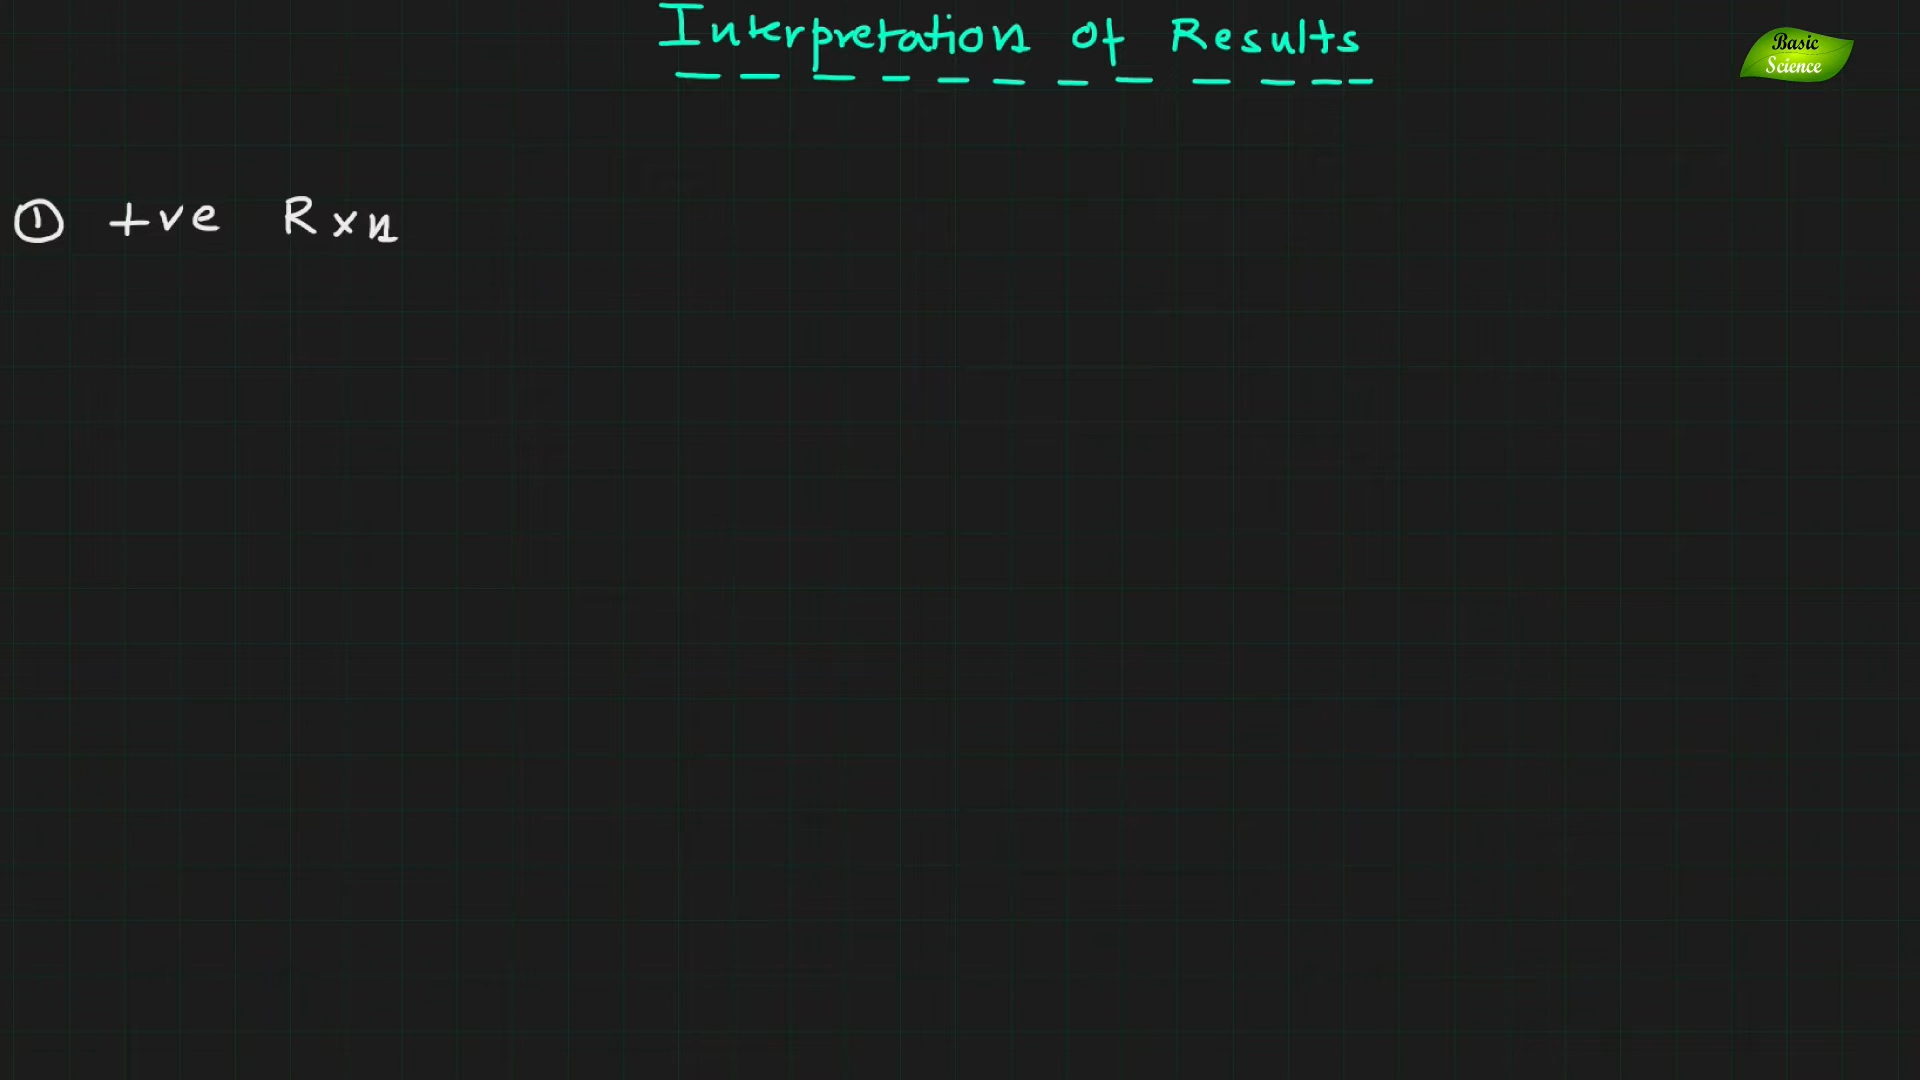 Interpretation of Results
Basic
Science
① +ve Rxn